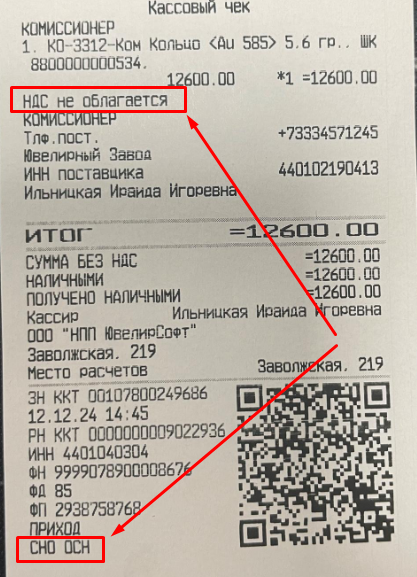 Кассовый чек
КОМИССИОНЕР
1. КО-3312-Ком Кольцо <Au 585> 5.6 гр., ШК
8800000000534.
12600.00 *1 =12600.00
НДС не облагается
КОМИССИОНЕР
Тлф.пост. +73334571245
Ювелирный Завод
ИНН поставщика 440102190413
Ильницкая Ираида Игоревна
ИТОГ =12600.00
СУММА БЕЗ НДС =12600.00
НАЛИЧНЫМИ =12600.00
ПОЛУЧЕНО НАЛИЧНЫМИ =12600.00
Кассир Ильницкая Ираида Игоревна
ООО "НПП ЮвелирСофт"
Заволжская, 219
Место расчетов Заволжская, 219
ЗН ККТ 00107800249686
12.12.24 14:45
РН ККТ 0000000009022936
ИНН 4401040304
ФН 9999078900008676
ФД 85
ФП 2938758768
ПРИХОД
СНО ОСН